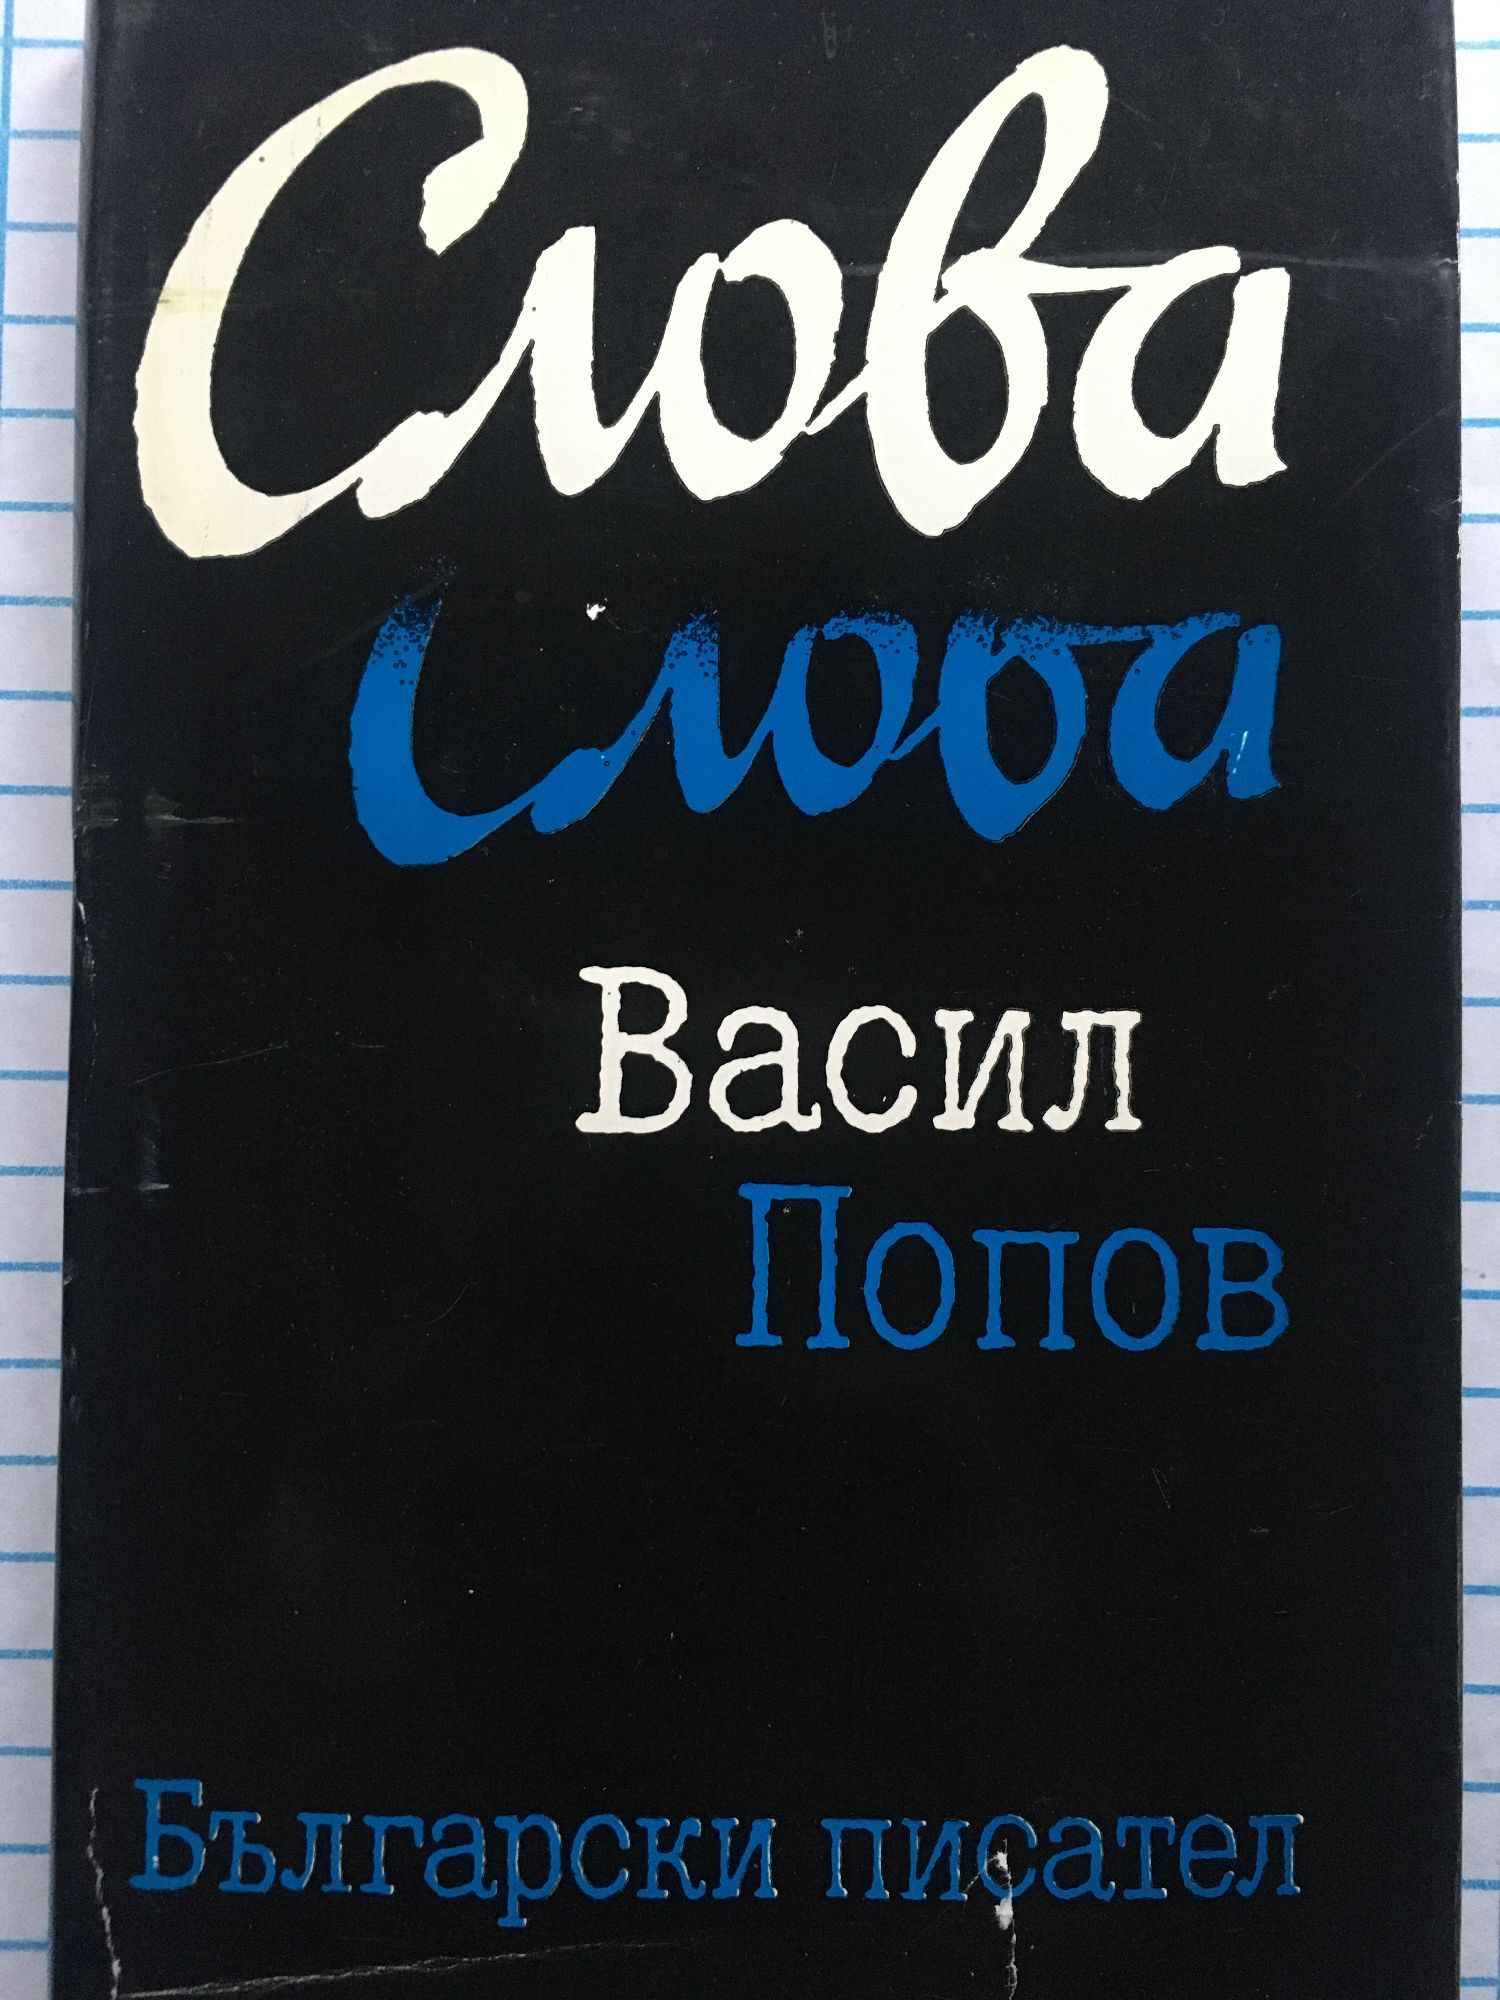 Слова
Слова
Васил
Попов
Български писател